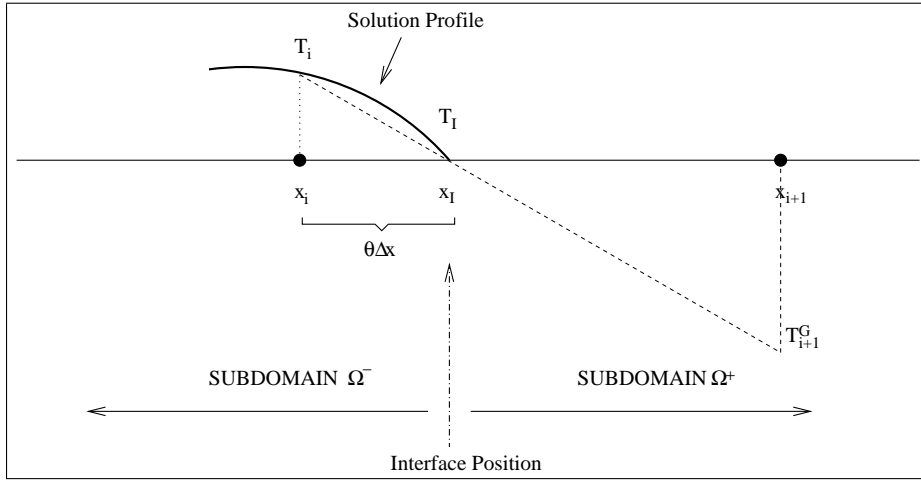 Solution Profile
T_i
T_I
x_i
x_I
x_{i+1}
θΔx
T^G_{i+1}
SUBDOMAIN Ω⁻
SUBDOMAIN Ω⁺
Interface Position